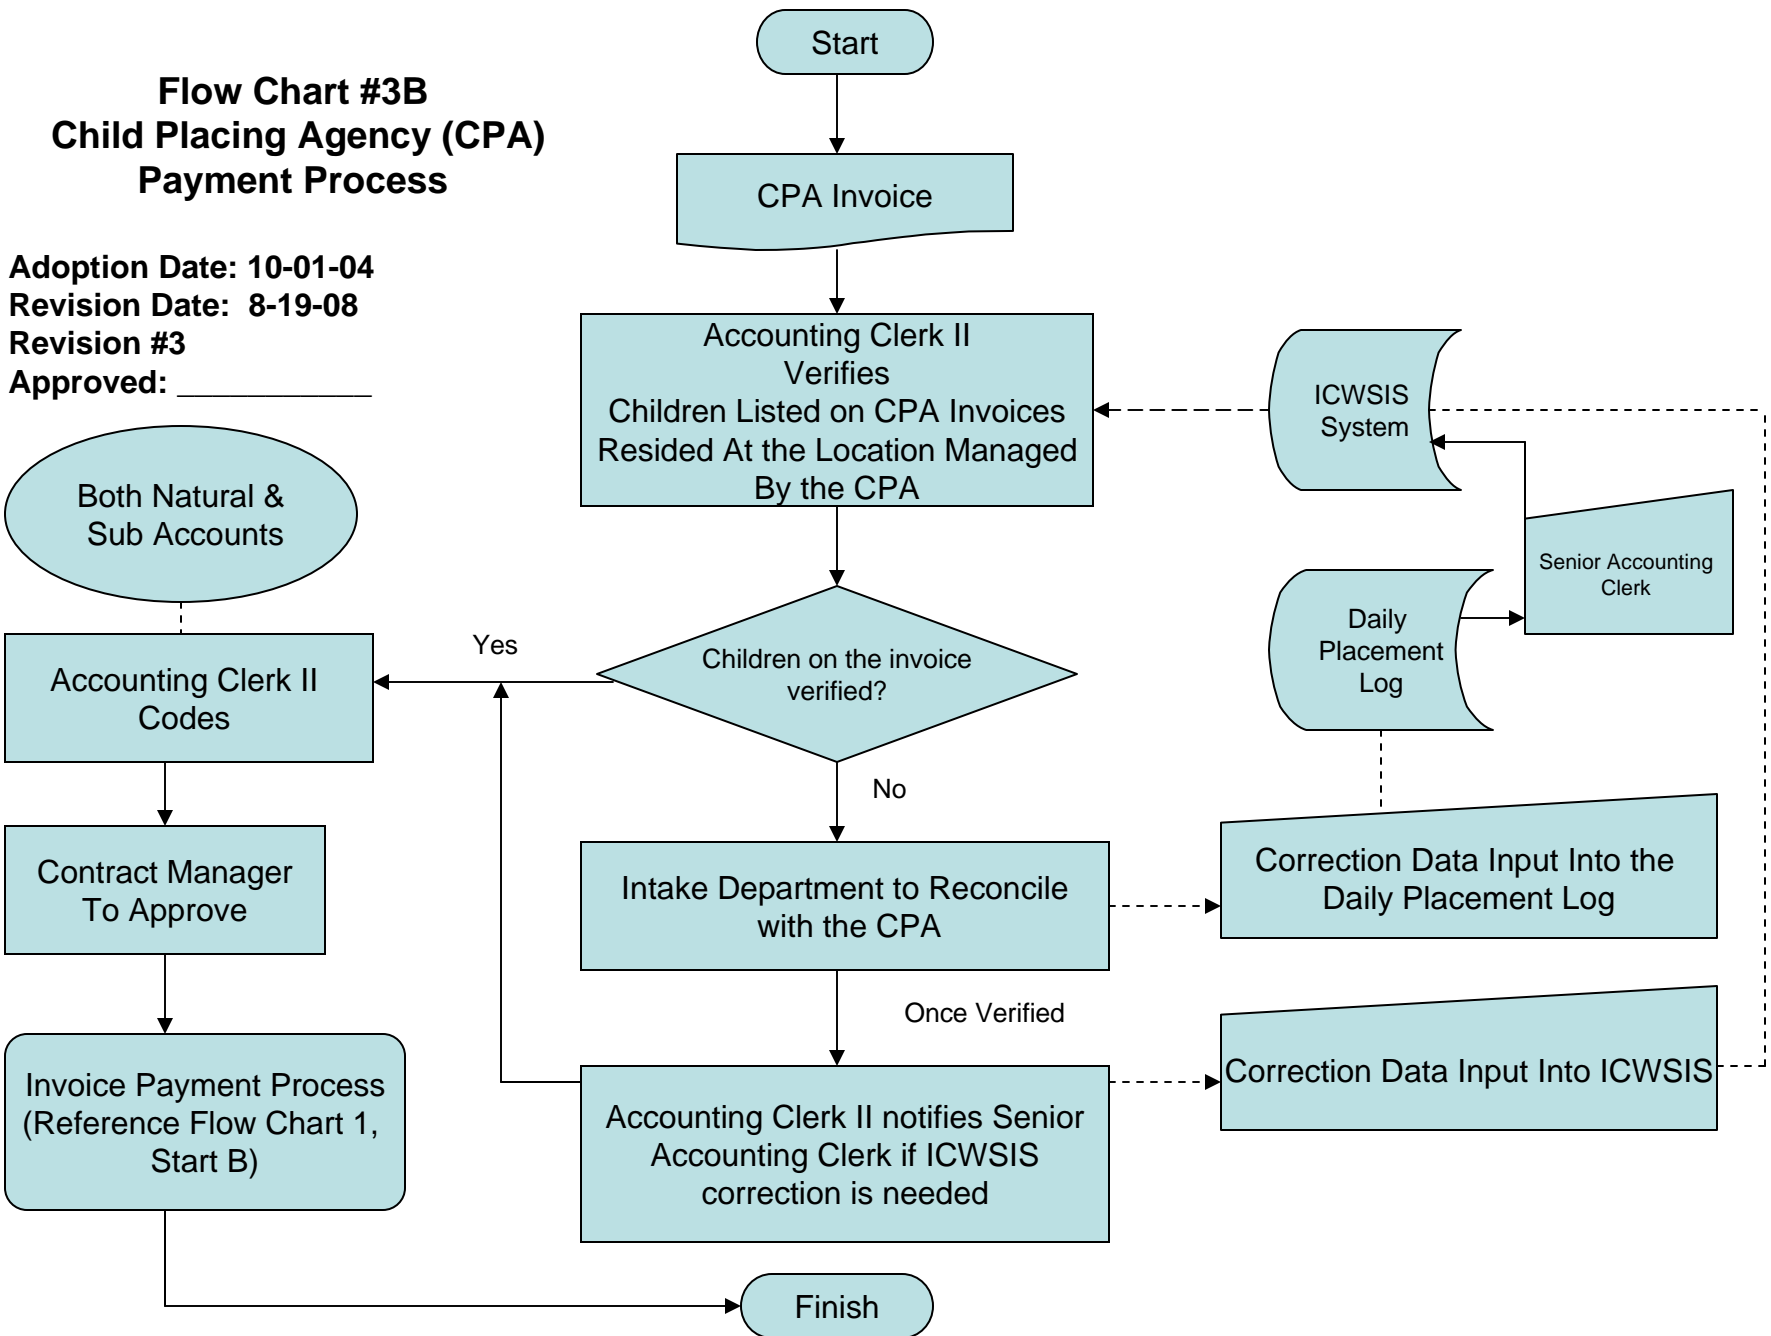 Start
Flow Chart #3B
Child Placing Agency (CPA)
Payment Process
CPA Invoice
Adoption Date: 10-01-04
Revision Date:  8-19-08
Revision #3
Approved: ___________
Accounting Clerk II
Verifies
Children Listed on CPA Invoices
Resided At the Location Managed
By the CPA
ICWSIS
System
Both Natural &
Sub Accounts
Senior Accounting
Clerk
Daily
Placement
Log
Yes
Children on the invoice
verified?
Accounting Clerk II
Codes
No
Contract Manager
To Approve
Intake Department to Reconcile
with the CPA
Correction Data Input Into the
Daily Placement Log
Once Verified
Invoice Payment Process
(Reference Flow Chart 1,
Start B)
Accounting Clerk II notifies Senior
Accounting Clerk if ICWSIS
correction is needed
Correction Data Input Into ICWSIS
Finish